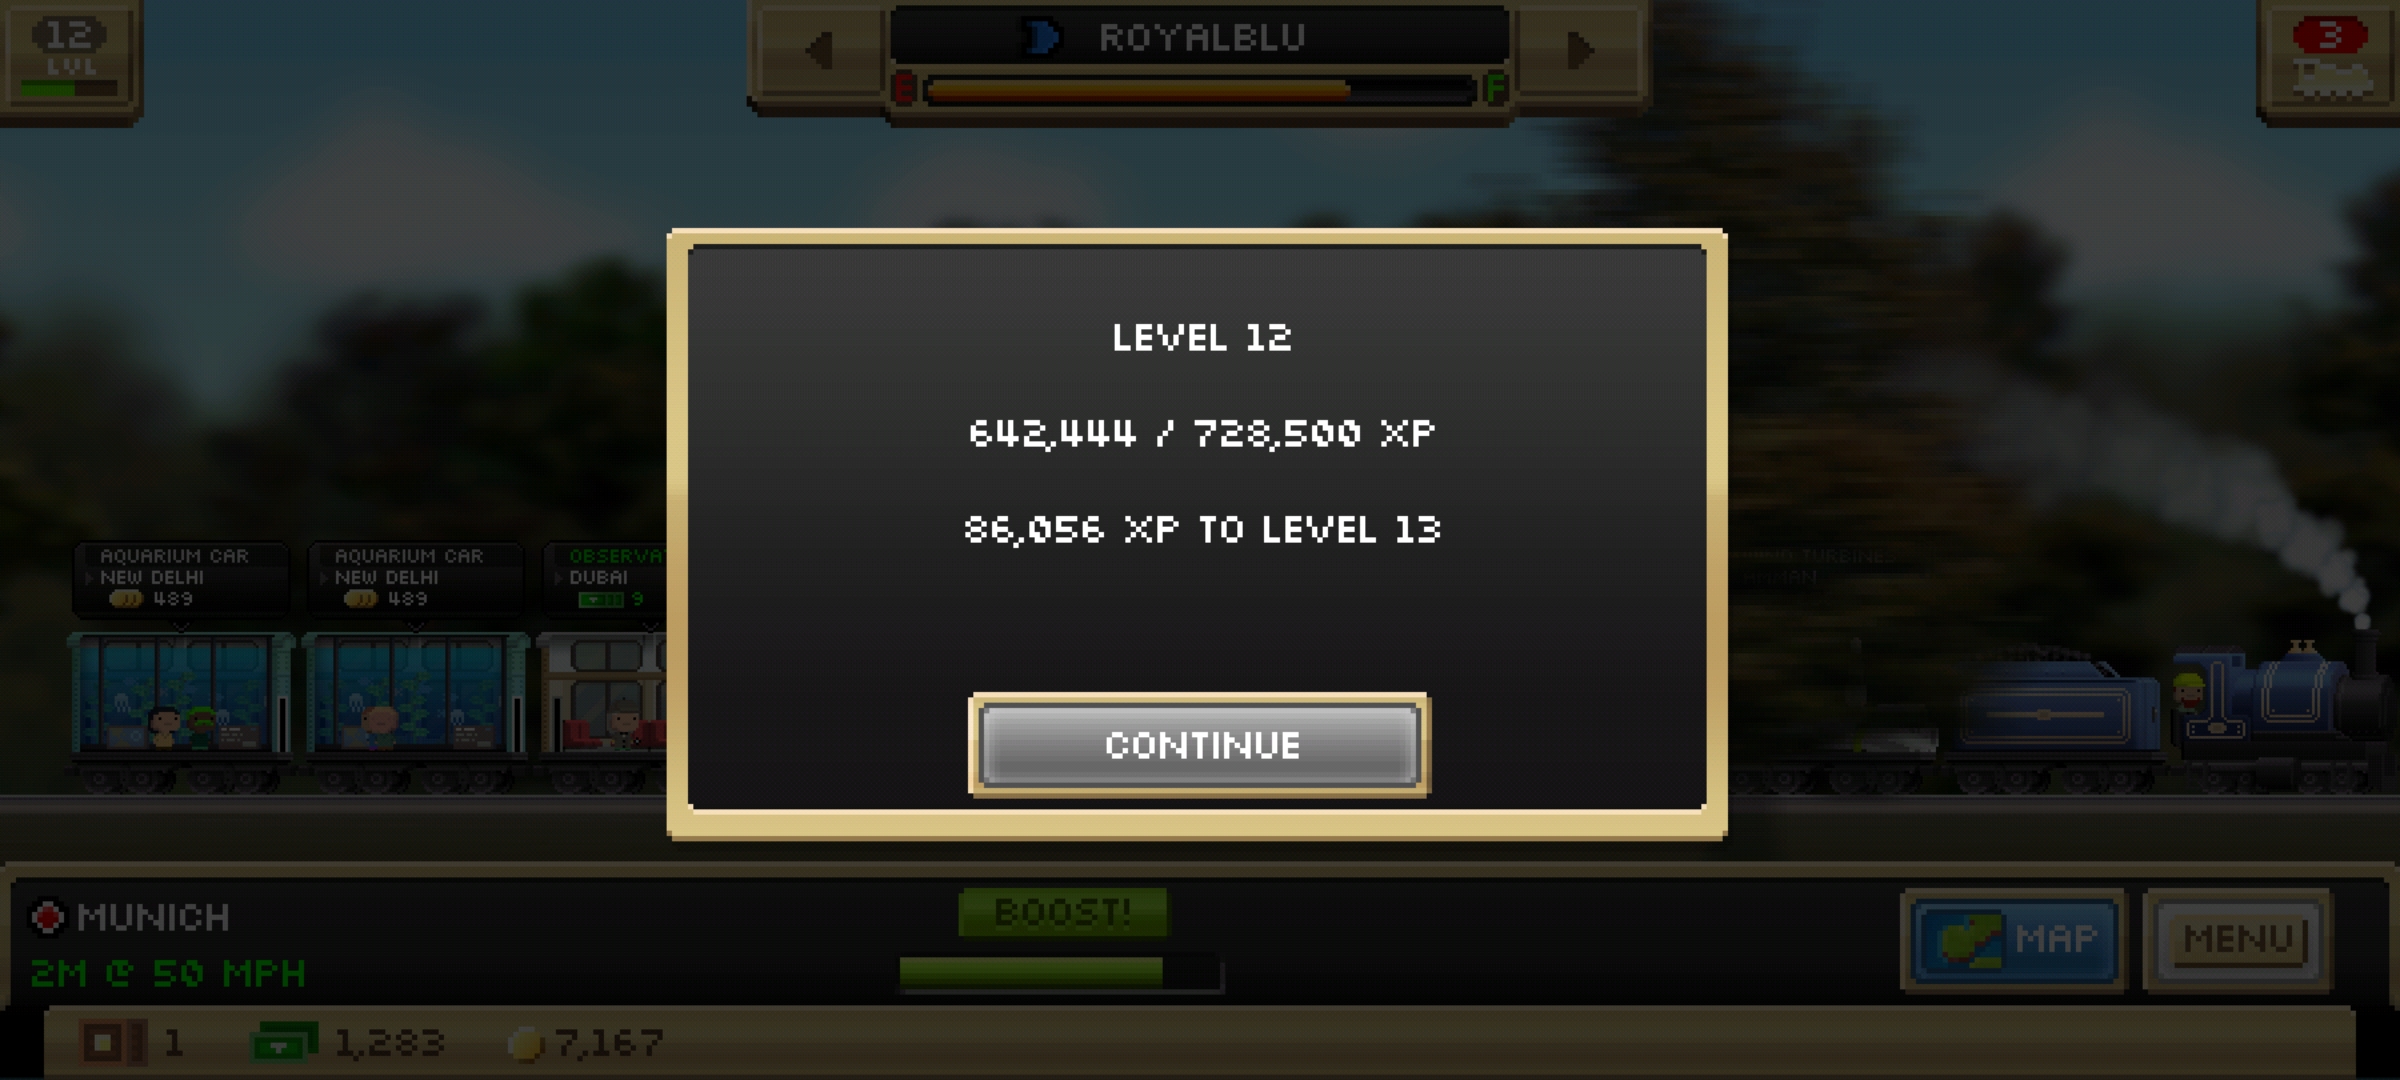 12
LVL
ROYALBLU
E
F
3
LEVEL 12
642,444 / 728,500 XP
86,056 XP TO LEVEL 13
CONTINUE
AQUARIUM CAR
NEW DELHI
489
AQUARIUM CAR
NEW DELHI
489
DUBAI
9
MUNICH
2M @ 50 MPH
BOOST!
MAP
MENU
1
1,283
7,167